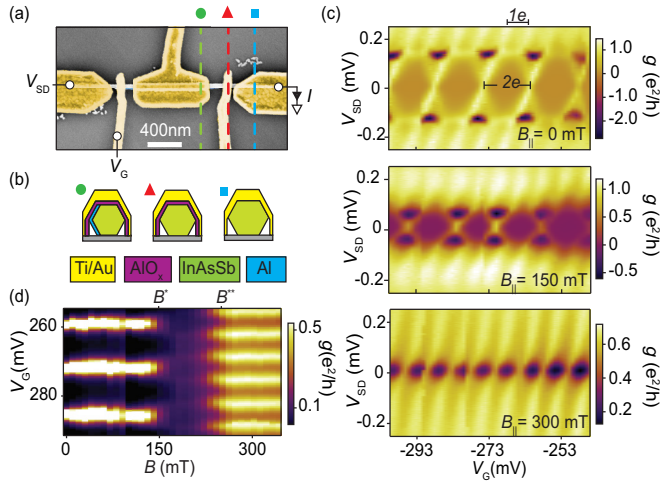 (a)
V_SD
I
400nm
V_G
(b)
Ti/Au
AlO_x
InAsSb
Al
(c)
1e
0.2
0
-0.2
V_SD (mV)
2e
B_|| = 0 mT
1.0
0.0
-1.0
-2.0
g (e²/h)
0.2
0
-0.2
V_SD (mV)
B_|| = 150 mT
1.0
0.5
0.0
-0.5
g (e²/h)
0.2
0
-0.2
V_SD (mV)
B_|| = 300 mT
0.6
0.4
0.2
g (e²/h)
-293
-273
-253
V_G(mV)
(d)
B*
B**
260
280
V_G(mV)
0
150
300
B (mT)
0.5
0.1
g(e²/h)